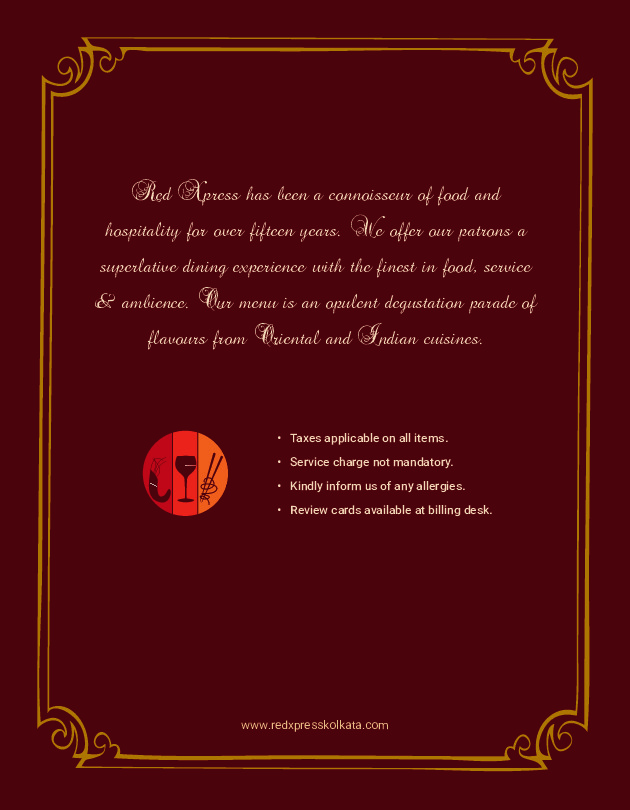 Red Xpress has been a connoisseur of food and
hospitality for over fifteen years. We offer our patrons a
superlative dining experience with the finest in food, service
& ambience. Our menu is an opulent degustation parade of
flavours from Oriental and Indian cuisines.
• Taxes applicable on all items.
• Service charge not mandatory.
• Kindly inform us of any allergies.
• Review cards available at billing desk.
www.redxpresskolkata.com